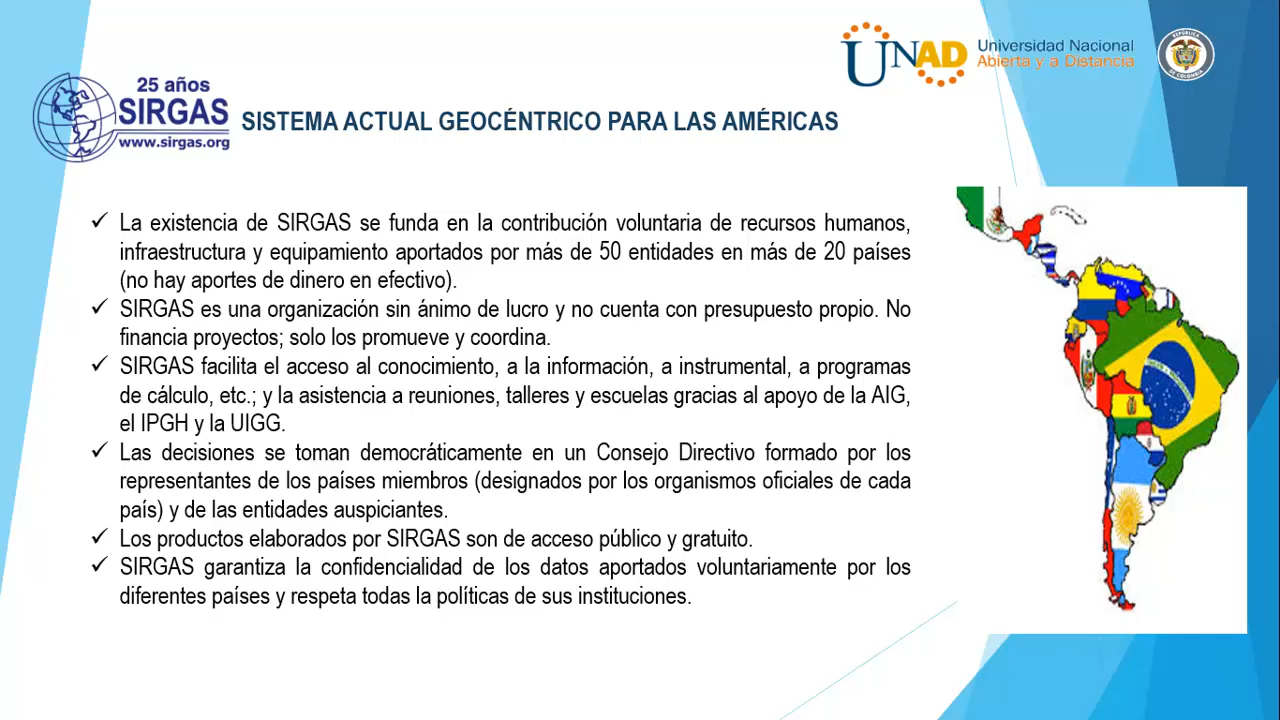 UNAD Universidad Nacional
Abierta y a Distancia
REPÚBLICA
DE COLOMBIA
25 años
SIRGAS
www.sirgas.org
SISTEMA ACTUAL GEOCÉNTRICO PARA LAS AMÉRICAS
✓ La existencia de SIRGAS se funda en la contribución voluntaria de recursos humanos,
infraestructura y equipamiento aportados por más de 50 entidades en más de 20 países
(no hay aportes de dinero en efectivo).
✓ SIRGAS es una organización sin ánimo de lucro y no cuenta con presupuesto propio. No
financia proyectos; solo los promueve y coordina.
✓ SIRGAS facilita el acceso al conocimiento, a la información, a instrumental, a programas
de cálculo, etc.; y la asistencia a reuniones, talleres y escuelas gracias al apoyo de la AIG,
el IPGH y la UIGG.
✓ Las decisiones se toman democráticamente en un Consejo Directivo formado por los
representantes de los países miembros (designados por los organismos oficiales de cada
país) y de las entidades auspiciantes.
✓ Los productos elaborados por SIRGAS son de acceso público y gratuito.
✓ SIRGAS garantiza la confidencialidad de los datos aportados voluntariamente por los
diferentes países y respeta todas la políticas de sus instituciones.